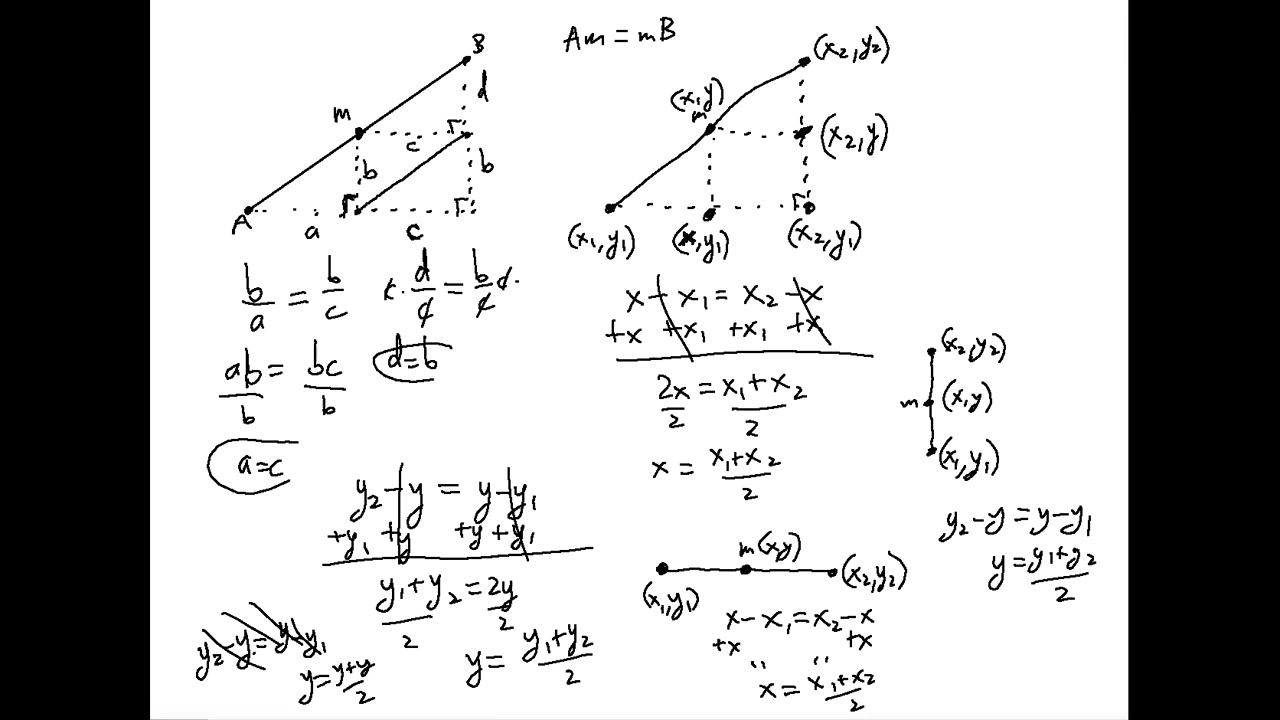 Am = mB
B
d
m
c
b
b
A
a
c
b/a = b/c
c · d/c = b/c c ·
ab/b = bc/b
d=b
a=c
(x₂,y₂)
(x,y)
m
(x₂,y)
(x₁,y₁)
(x,y₁)
(x₂,y₁)
x - x₁ = x₂ - x
+x +x₁ +x₁ +x
2x/2 = x₁+x₂/2
x = x₁+x₂/2
y₂ - y = y - y₁
+y₁ +y +y +y₁
y₁+y₂/2 = 2y/2
y = y₁+y₂/2
y₂-y=y-y₁
y=y+y/2
(x₂,y₂)
m (x,y)
(x₁,y₁)
y₂-y=y-y₁
y=y₁+y₂/2
m(x,y)
(x₁,y₁)
(x₂,y₂)
x-x₁=x₂-x
+x +x
" "
x = x₁+x₂/2